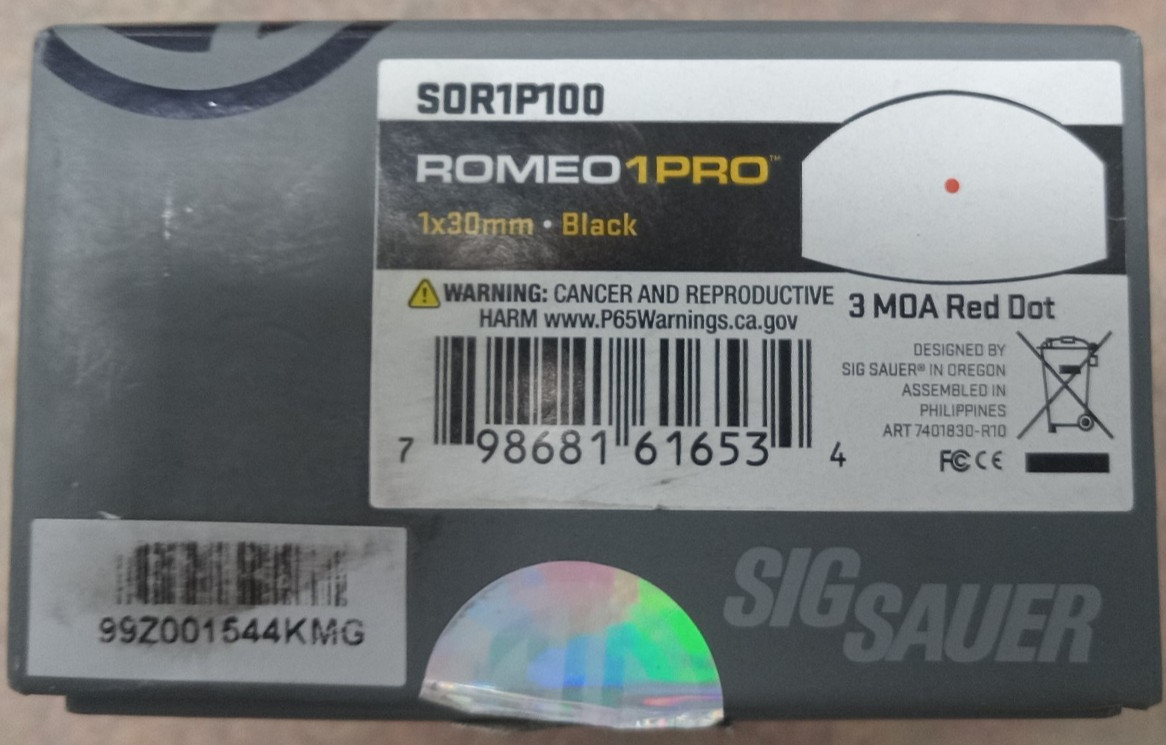 SOR1P100
ROMEO1PRO™
1x30mm • Black
WARNING: CANCER AND REPRODUCTIVE
HARM www.P65Warnings.ca.gov
3 MOA Red Dot
DESIGNED BY
SIG SAUER® IN OREGON
ASSEMBLED IN
PHILIPPINES
ART 7401830-R10
FC CE
7 98681 61653 4
99Z001544KMG
SIG SAUER